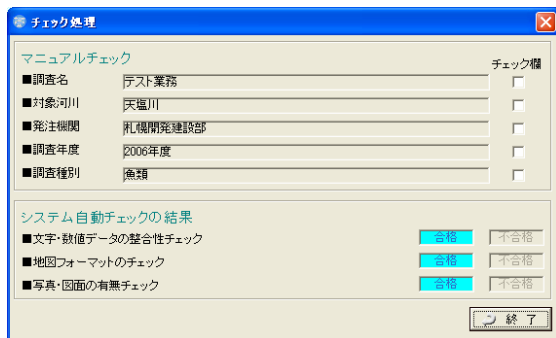 チェック処理
マニュアルチェック
チェック欄
■調査名 テスト業務
■対象河川 天塩川
■発注機関 札幌開発建設部
■調査年度 2006年度
■調査種別 魚類
システム自動チェックの結果
■文字・数値データの整合性チェック 合格 不合格
■地図フォーマットのチェック 合格 不合格
■写真・図面の有無チェック 合格 不合格
終了